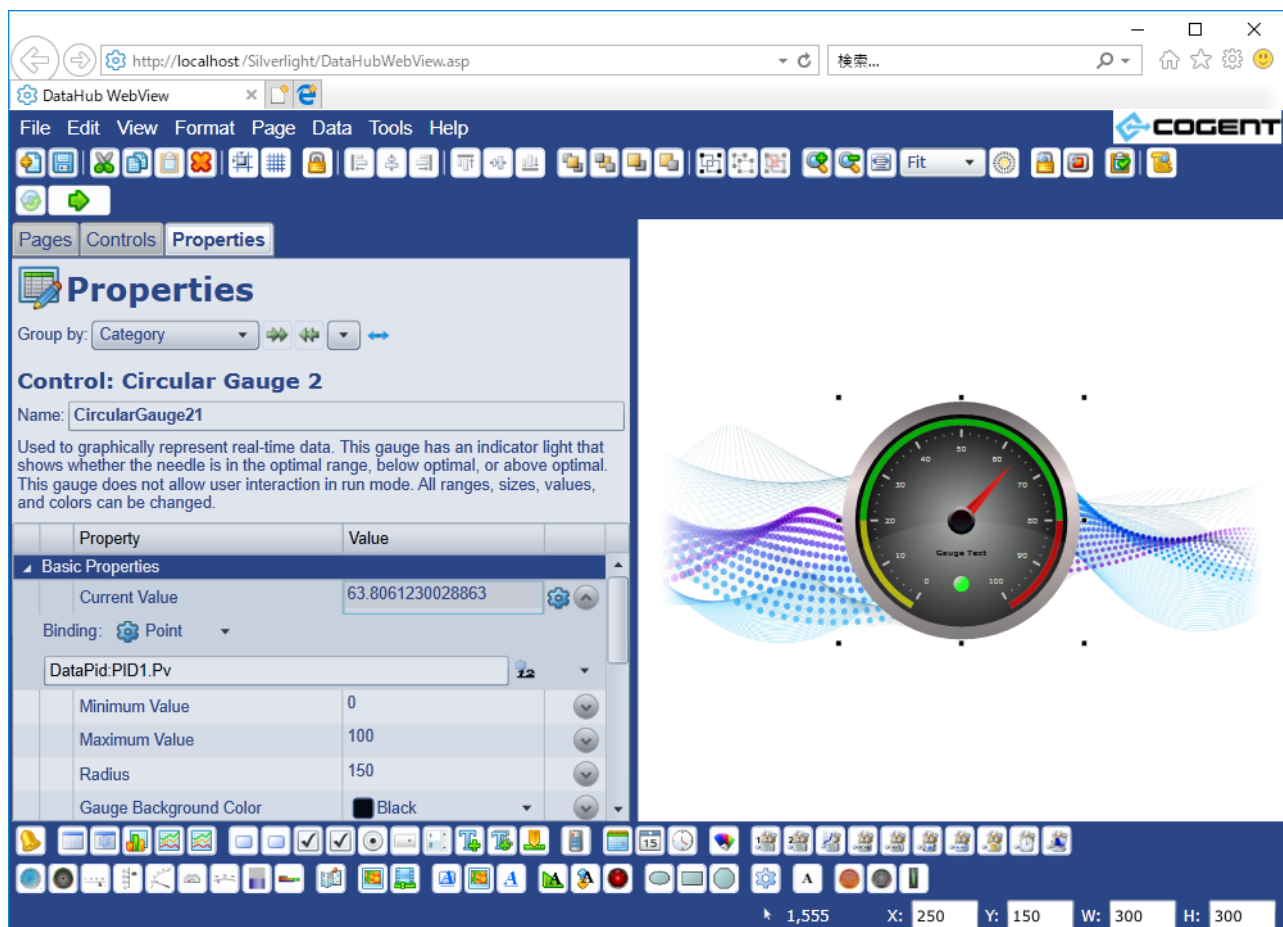 http://localhost/Silverlight/DataHubWebView.asp
検索...
DataHub WebView
File Edit View Format Page Data Tools Help
COGENT
Fit
Pages Controls Properties
Properties
Group by: Category
Control: Circular Gauge 2
Name: CircularGauge21
Used to graphically represent real-time data. This gauge has an indicator light that
shows whether the needle is in the optimal range, below optimal, or above optimal.
This gauge does not allow user interaction in run mode. All ranges, sizes, values,
and colors can be changed.
Property Value
Basic Properties
Current Value 63.8061230028863
Binding: Point
DataPid:PID1.Pv
12
Minimum Value 0
Maximum Value 100
Radius 150
Gauge Background Color Black
50
40 60
30 70
20 80
10 Gauge Text 90
0 100
15
1,555 X: 250 Y: 150 W: 300 H: 300